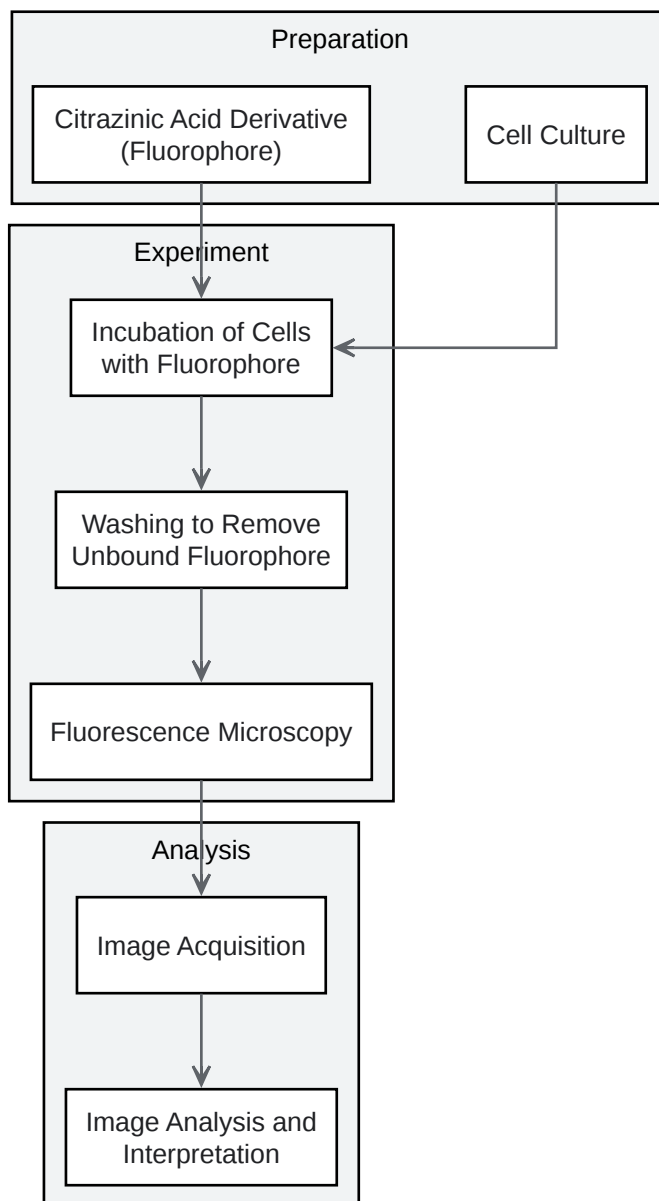 Preparation
Citrazinic Acid Derivative
(Fluorophore)
Cell Culture
Experiment
Incubation of Cells
with Fluorophore
Washing to Remove
Unbound Fluorophore
Fluorescence Microscopy
Analysis
Image Acquisition
Image Analysis and
Interpretation